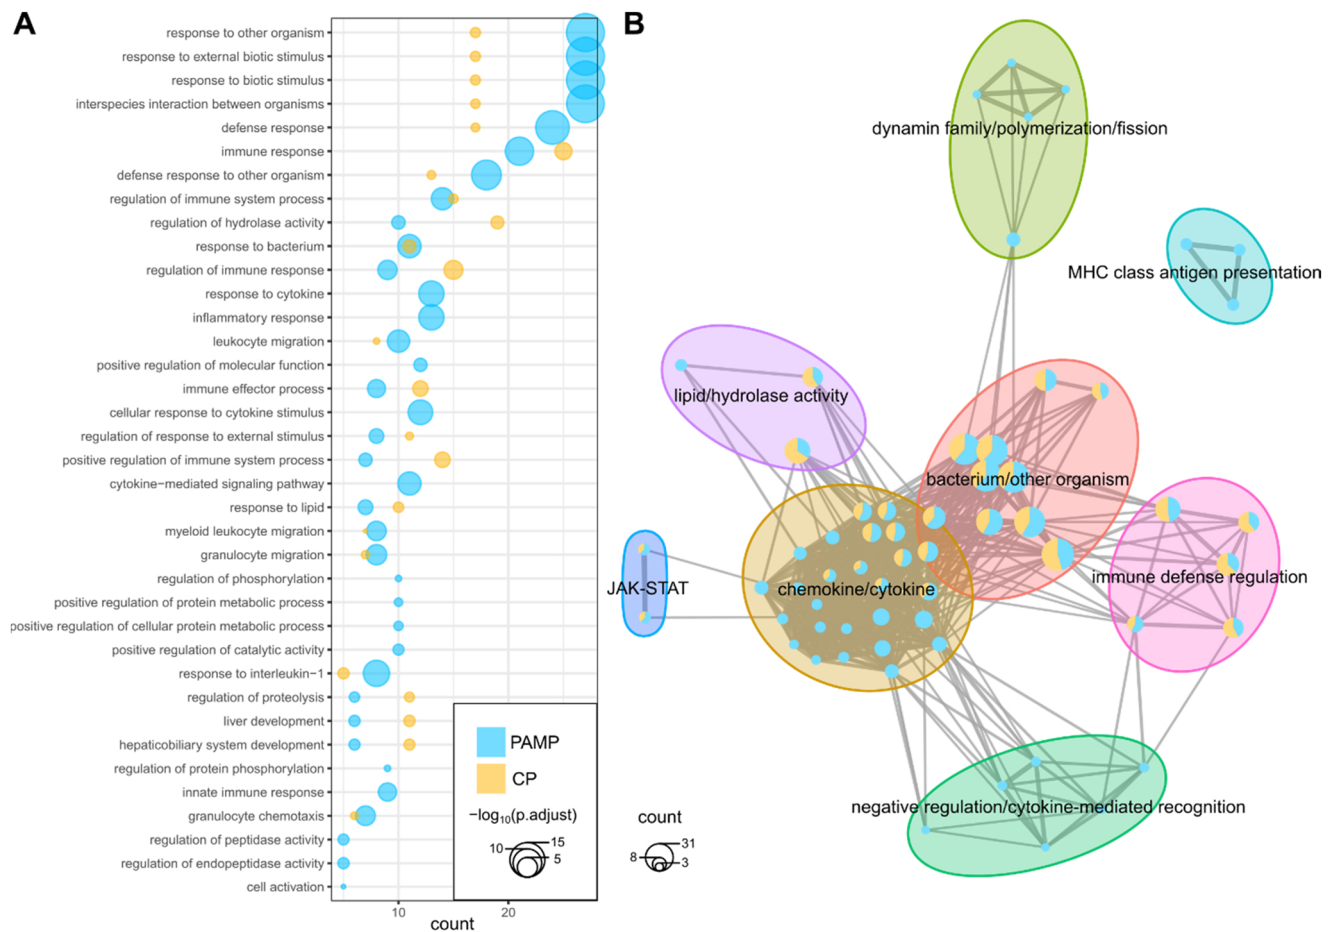 A
response to other organism
response to external biotic stimulus
response to biotic stimulus
interspecies interaction between organisms
defense response
immune response
defense response to other organism
regulation of immune system process
regulation of hydrolase activity
response to bacterium
regulation of immune response
response to cytokine
inflammatory response
leukocyte migration
positive regulation of molecular function
immune effector process
cellular response to cytokine stimulus
regulation of response to external stimulus
positive regulation of immune system process
cytokine−mediated signaling pathway
response to lipid
myeloid leukocyte migration
granulocyte migration
regulation of phosphorylation
positive regulation of protein metabolic process
positive regulation of cellular protein metabolic process
positive regulation of catalytic activity
response to interleukin−1
regulation of proteolysis
liver development
hepaticobiliary system development
regulation of protein phosphorylation
innate immune response
granulocyte chemotaxis
regulation of peptidase activity
regulation of endopeptidase activity
cell activation
10 20
count
PAMP
CP
−log10(p.adjust)
10 15
5
B
dynamin family/polymerization/fission
MHC class antigen presentation
lipid/hydrolase activity
bacterium/other organism
immune defense regulation
JAK-STAT
chemokine/cytokine
negative regulation/cytokine-mediated recognition
count
31
8
3